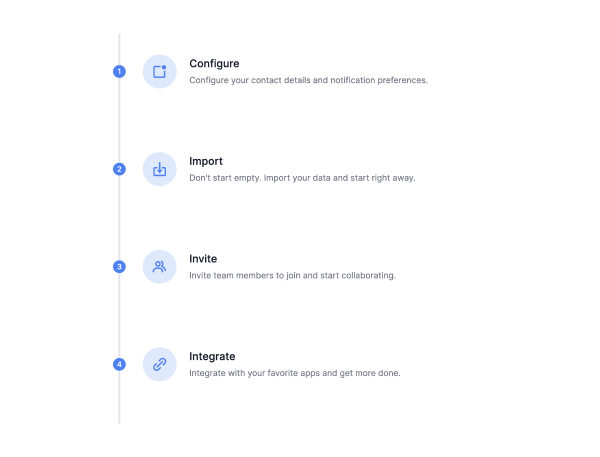 1
Configure
Configure your contact details and notification preferences.
2
Import
Don't start empty. Import your data and start right away.
3
Invite
Invite team members to join and start collaborating.
4
Integrate
Integrate with your favorite apps and get more done.